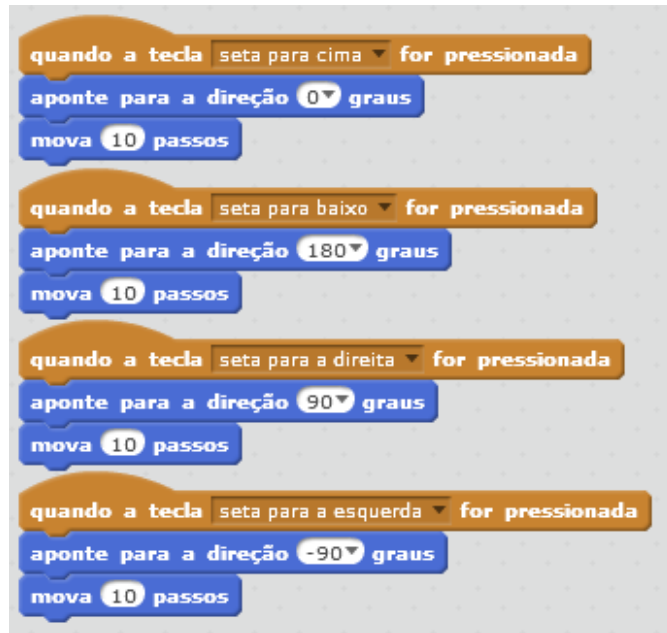 quando a tecla seta para cima for pressionada
aponte para a direção 0 graus
mova 10 passos
quando a tecla seta para baixo for pressionada
aponte para a direção 180 graus
mova 10 passos
quando a tecla seta para a direita for pressionada
aponte para a direção 90 graus
mova 10 passos
quando a tecla seta para a esquerda for pressionada
aponte para a direção -90 graus
mova 10 passos